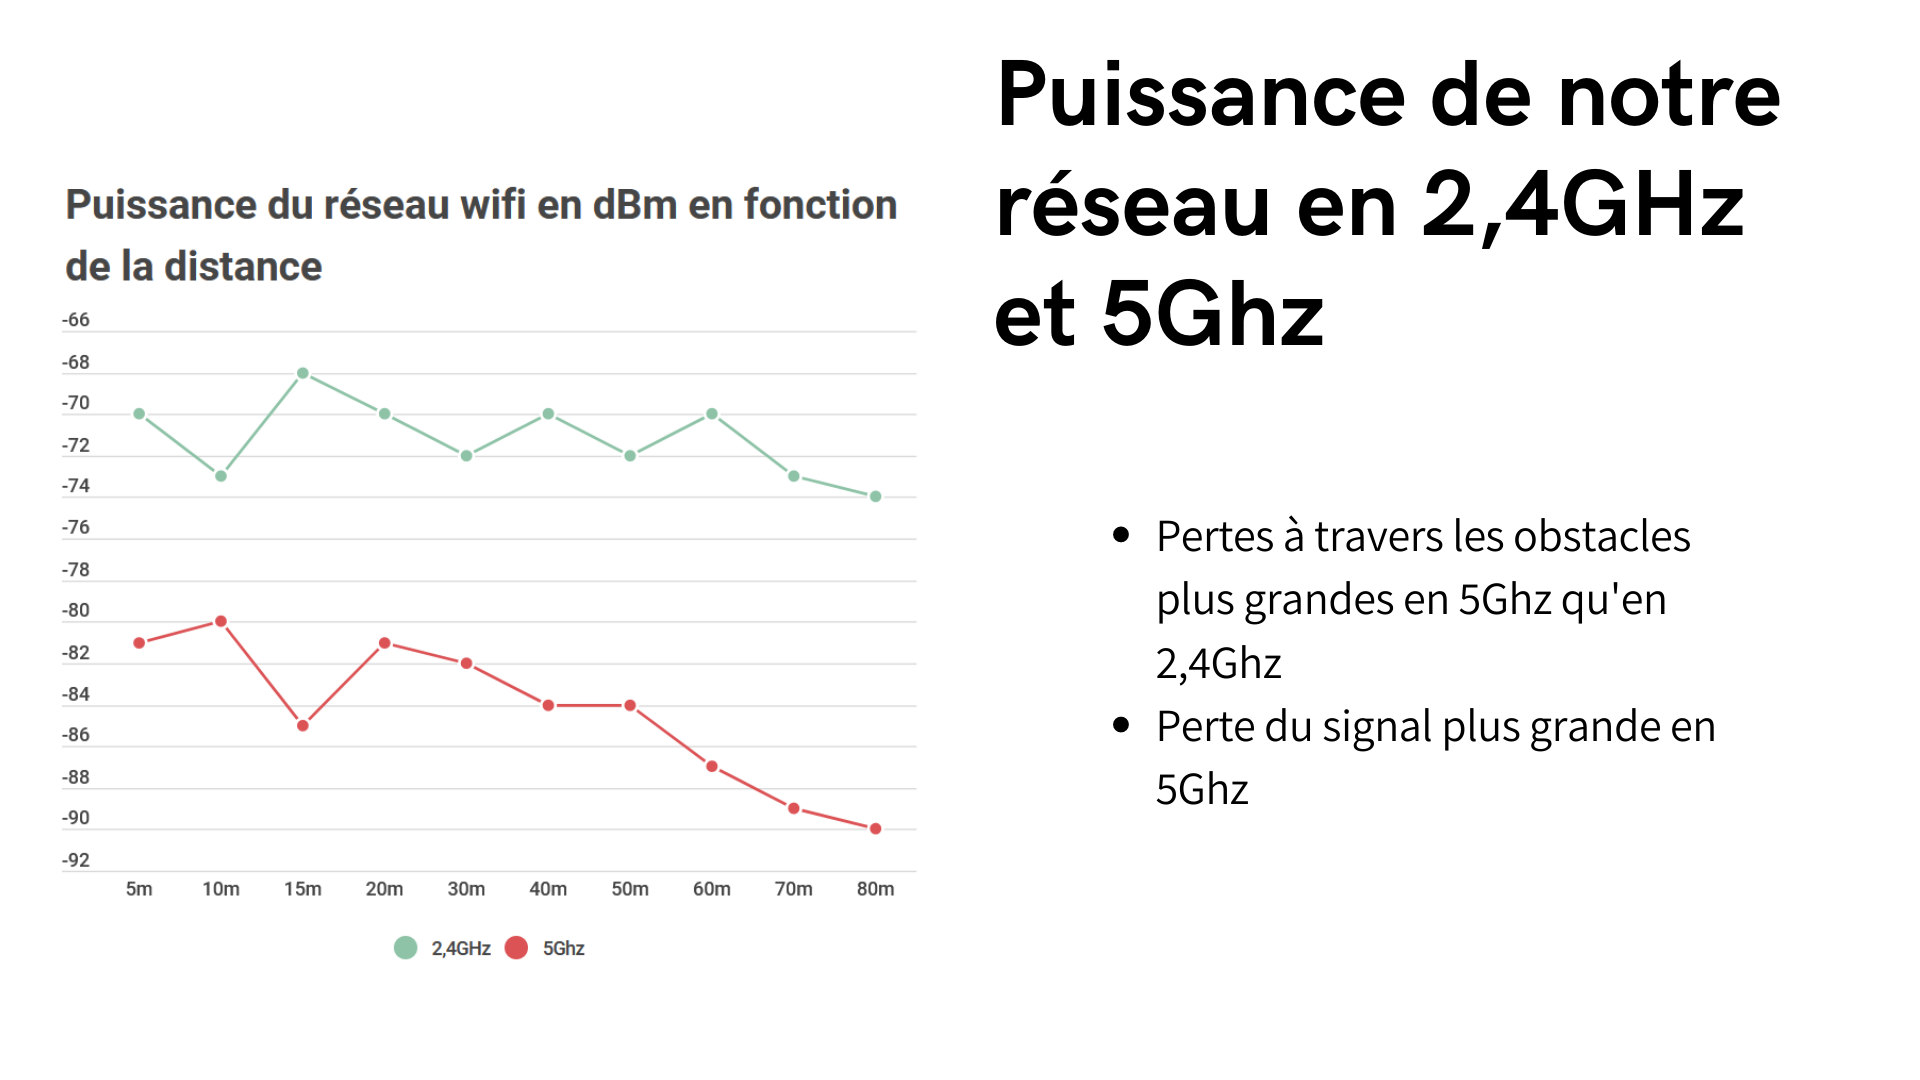 Puissance de notre
réseau en 2,4GHz
et 5Ghz
Puissance du réseau wifi en dBm en fonction
de la distance
-66
-68
-70
-72
-74
-76
-78
-80
-82
-84
-86
-88
-90
-92
5m 10m 15m 20m 30m 40m 50m 60m 70m 80m
2,4GHz 5Ghz
• Pertes à travers les obstacles
plus grandes en 5Ghz qu'en
2,4Ghz
• Perte du signal plus grande en
5Ghz